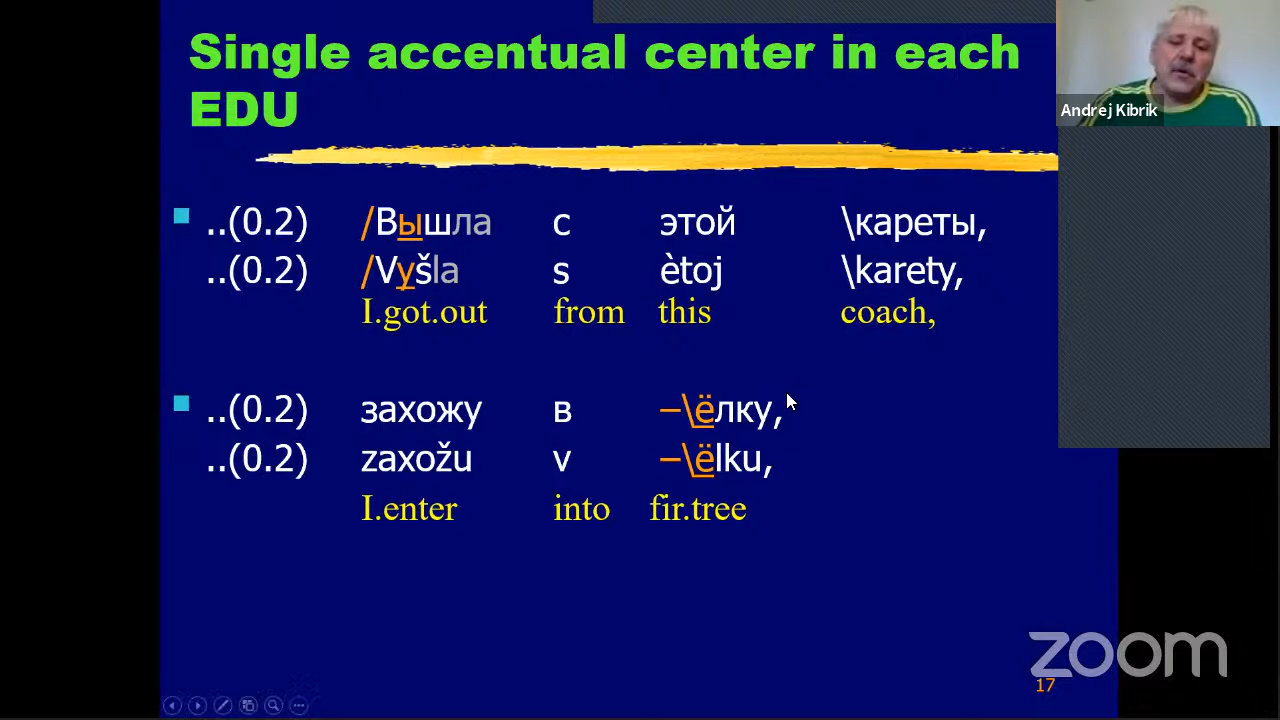 Single accentual center in each
EDU
Andrej Kibrik
..(0.2) /Вышла с этой \кареты,
..(0.2) /Vyšla s ètoj \karety,
I.got.out from this coach,
..(0.2) захожу в –\ёлку,
..(0.2) zaxožu v –\ëlku,
I.enter into fir.tree
zoom
17